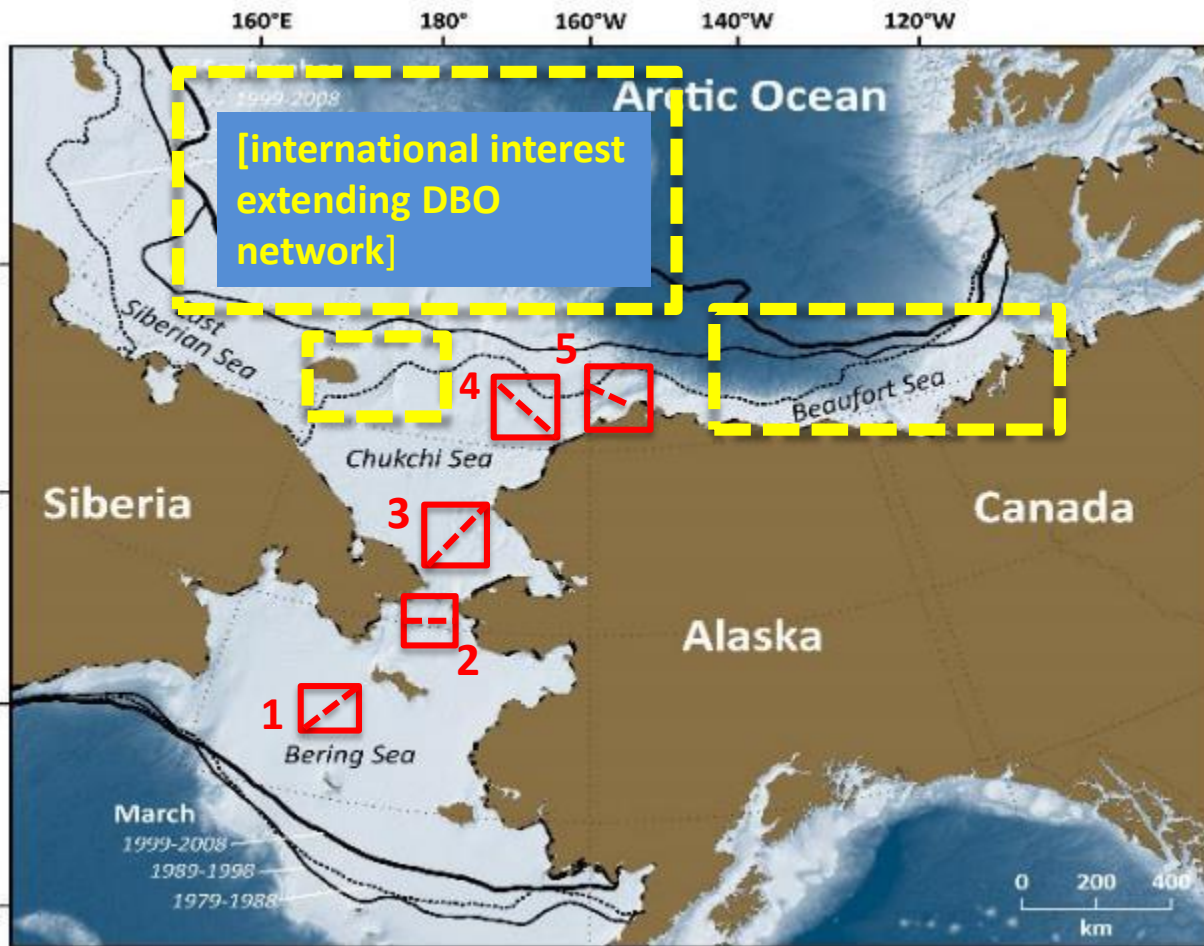 160°E 180° 160°W 140°W 120°W
1999-2008
Arctic Ocean
[international interest
extending DBO
network]
East
Siberian Sea
5
4
Beaufort Sea
Chukchi Sea
Siberia
3
Canada
Alaska
2
1
Bering Sea
March
1999-2008
1989-1998
1979-1988
0 200 400
km